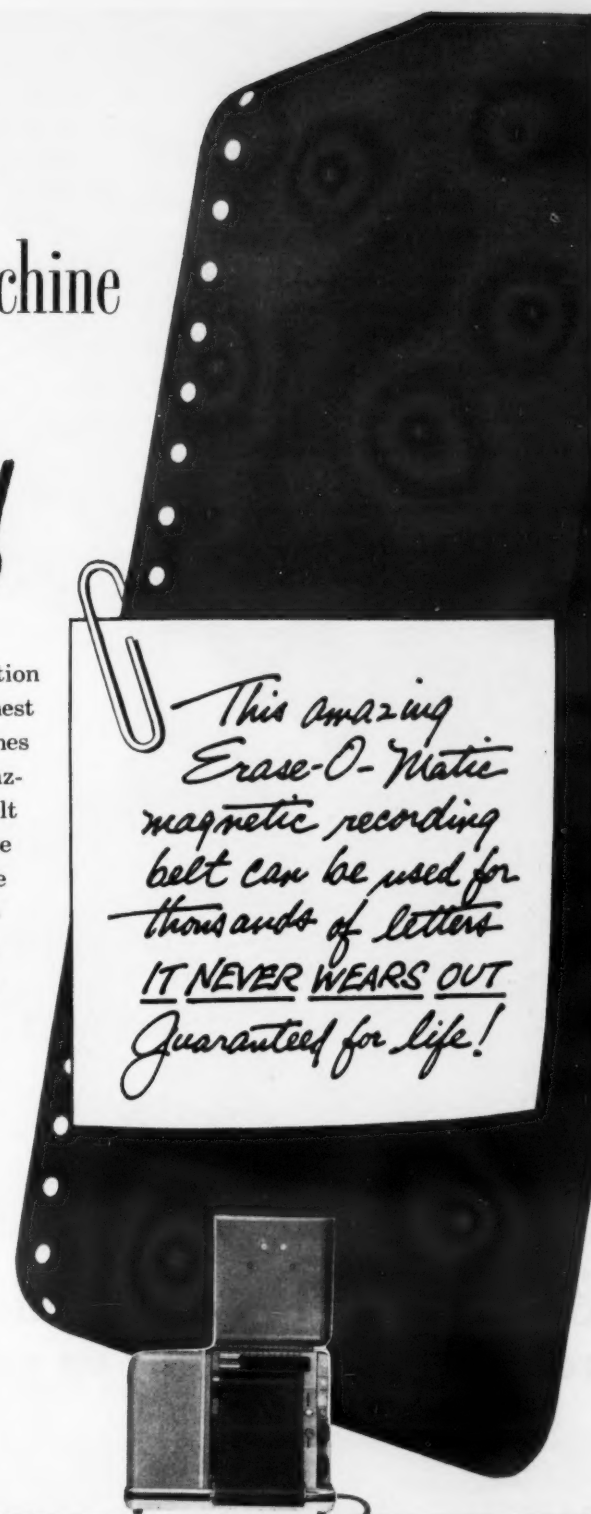 chine
tion
nest
nes
az-
lt
e
e
This amazing
Erase-O-Matic
magnetic recording
belt can be used for
thousands of letters
IT NEVER WEARS OUT
Guaranteed for life!